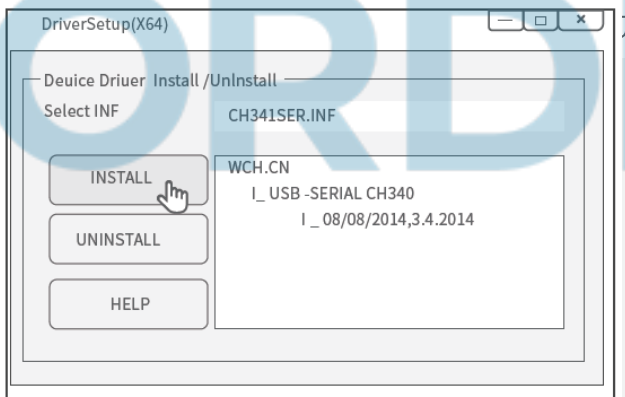 DriverSetup(X64)
Deuice Driuer Install /UnInstall
Select INF
CH341SER.INF
INSTALL
WCH.CN
I_ USB -SERIAL CH340
I _ 08/08/2014,3.4.2014
UNINSTALL
HELP
ORD